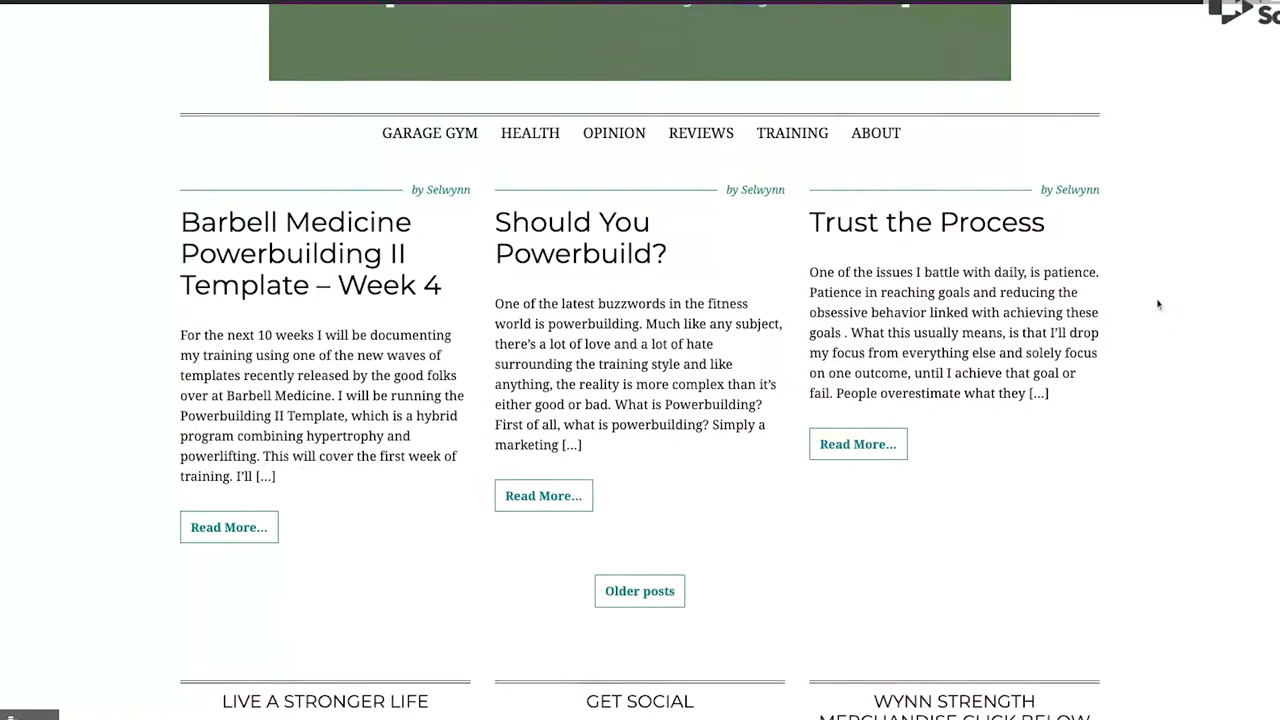 GARAGE GYM HEALTH OPINION REVIEWS TRAINING ABOUT
by Selwynn
Barbell Medicine
Powerbuilding II
Template – Week 4
For the next 10 weeks I will be documenting
my training using one of the new waves of
templates recently released by the good folks
over at Barbell Medicine. I will be running the
Powerbuilding II Template, which is a hybrid
program combining hypertrophy and
powerlifting. This will cover the first week of
training. I’ll […]
Read More…
by Selwynn
Should You
Powerbuild?
One of the latest buzzwords in the fitness
world is powerbuilding. Much like any subject,
there’s a lot of love and a lot of hate
surrounding the training style and like
anything, the reality is more complex than it’s
either good or bad. What is Powerbuilding?
First of all, what is powerbuilding? Simply a
marketing […]
Read More…
by Selwynn
Trust the Process
One of the issues I battle with daily, is patience.
Patience in reaching goals and reducing the
obsessive behavior linked with achieving these
goals . What this usually means, is that I’ll drop
my focus from everything else and solely focus
on one outcome, until I achieve that goal or
fail. People overestimate what they […]
Read More…
Older posts
LIVE A STRONGER LIFE
GET SOCIAL
WYNN STRENGTH
MERCHANDISE CLICK BELOW